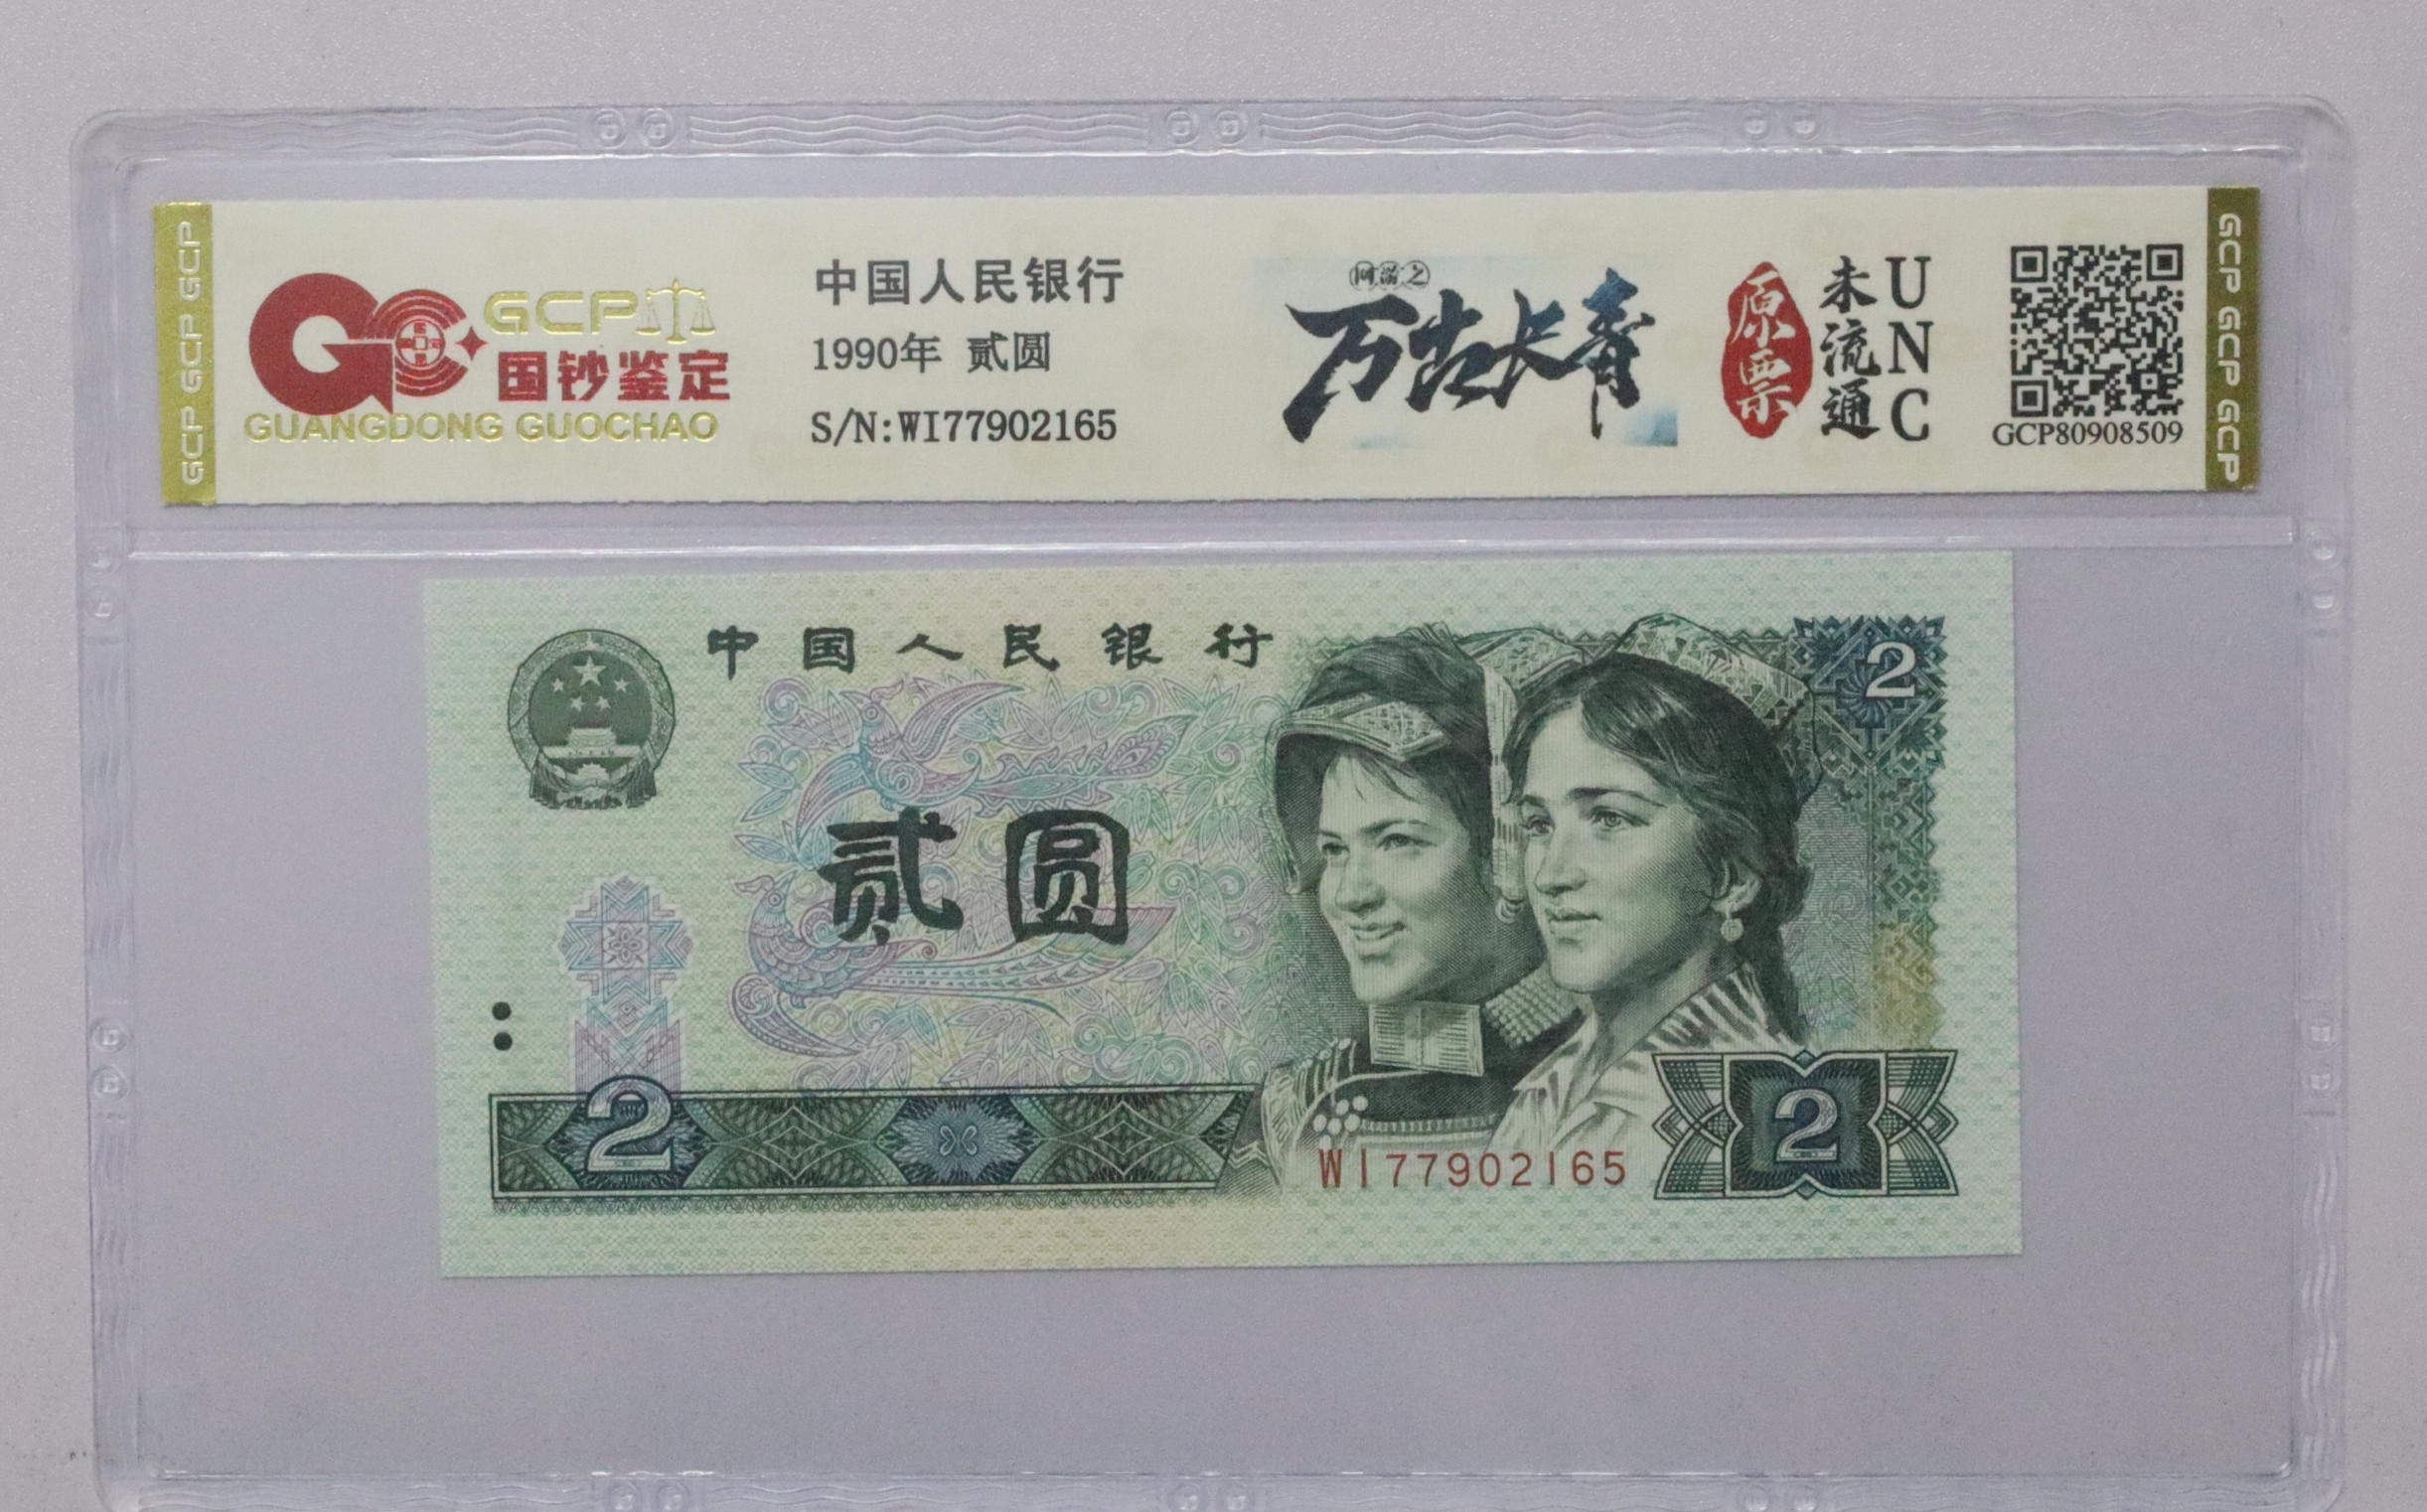 GCP GCP GCP
GCP
国钞鉴定
GUANGDONG GUOCHAO
中国人民银行
1990年 贰圆
S/N:WI77902165
万古长青
原票
未流通
UNC
GCP80908509
GCP GCP GCP
中国人民银行
2
贰圆
2
WI77902165
2